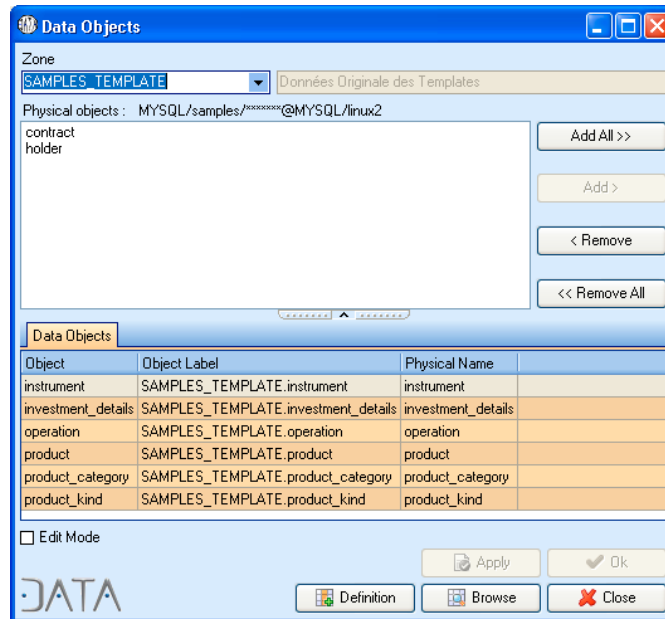 Data Objects
Zone
SAMPLES_TEMPLATE
Données Originale des Templates
Physical objects : MYSQL/samples/*******@MYSQL/linux2
contract
holder
Add All >>
Add >
< Remove
<< Remove All
Data Objects
Object Object Label Physical Name
instrument SAMPLES_TEMPLATE.instrument instrument
investment_details SAMPLES_TEMPLATE.investment_details investment_details
operation SAMPLES_TEMPLATE.operation operation
product SAMPLES_TEMPLATE.product product
product_category SAMPLES_TEMPLATE.product_category product_category
product_kind SAMPLES_TEMPLATE.product_kind product_kind
Edit Mode
Apply Ok
DATA Definition Browse Close